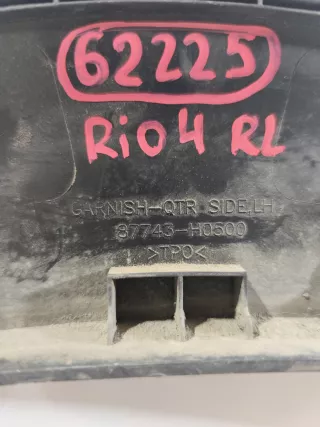 62225
Rio4 RL
GARNISH-QTR SIDE,LH
87743-H0500
>TPO<